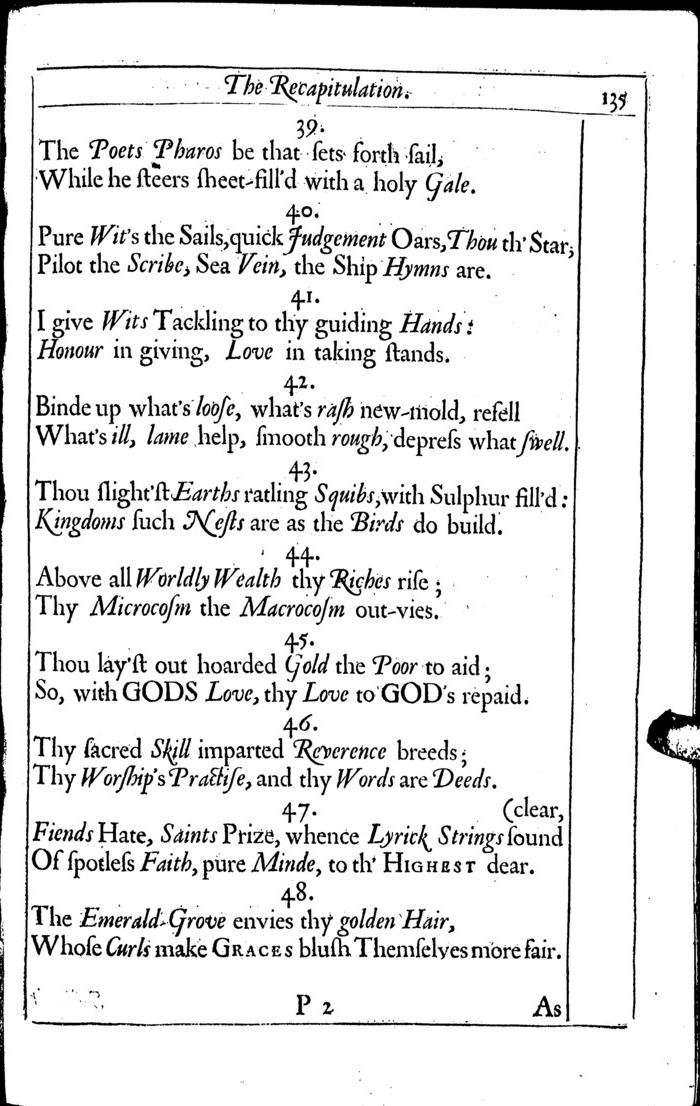 The Recapitulation. 135
39.
The Poets Pharos be that ſets forth ſail,
While he ſteers ſheet-fill'd with a holy Gale.
40.
Pure Wit's the Sails, quick Judgement Oars, Thou th' Star;
Pilot the Scribe, Sea Vein, the Ship Hymns are.
41.
I give Wits Tackling to thy guiding Hands:
Honour in giving, Love in taking ſtands.
42.
Binde up what's looſe, what's raſh new-mold, refell
What's ill, lame help, ſmooth rough, depreſs what ſwell.
43.
Thou ſlight'ſt Earths ratling Squibs, with Sulphur fill'd:
Kingdoms ſuch Neſts are as the Birds do build.
44.
Above all Worldly Wealth thy Riches riſe;
Thy Microcoſm the Macrocoſm out-vies.
45.
Thou lay'ſt out hoarded Gold the Poor to aid;
So, with GODS Love, thy Love to GOD's repaid.
46.
Thy ſacred Skill imparted Reverence breeds;
Thy Worſhip's Practiſe, and thy Words are Deeds.
47. (clear,
Fiends Hate, Saints Prize, whence Lyrick Strings ſound
Of ſpotleſs Faith, pure Minde, to th' HIGHEST dear.
48.
The Emerald-Grove envies thy golden Hair,
Whoſe Curls make GRACES bluſh Themſelves more fair.
P 2 As